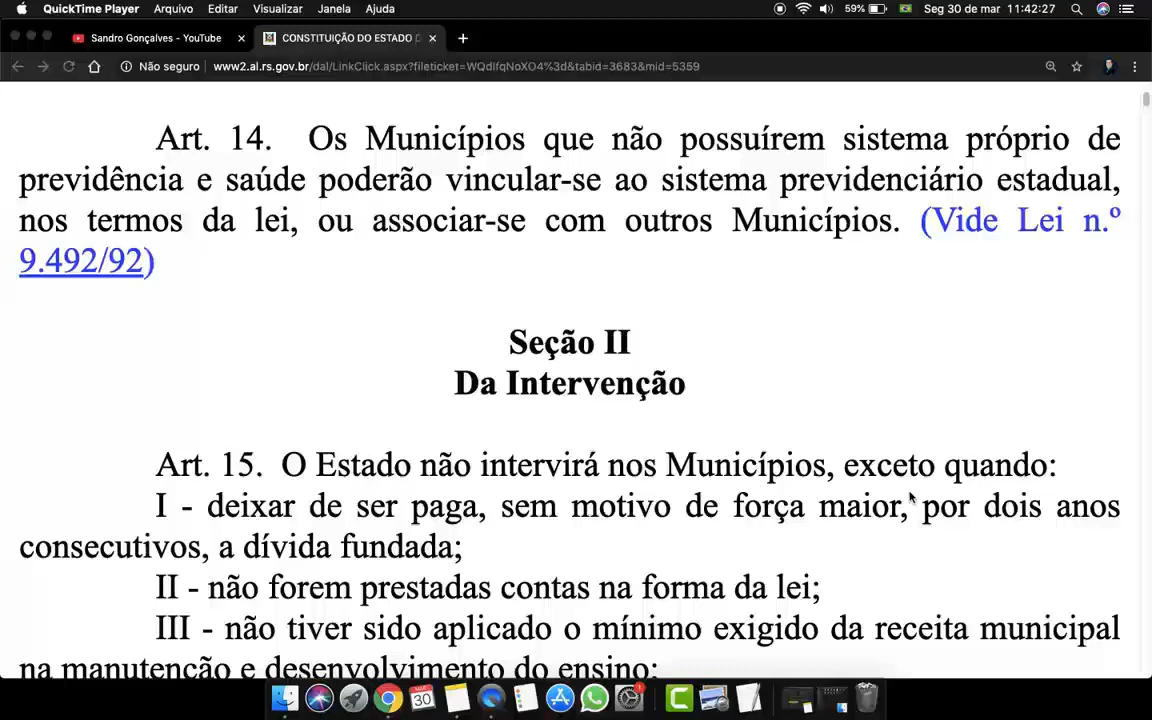 QuickTime Player Arquivo Editar Visualizar Janela Ajuda 59% Seg 30 de mar 11:42:27
Sandro Gonçalves - YouTube × CONSTITUIÇÃO DO ESTADO × +
Não seguro www2.al.rs.gov.br/dal/LinkClick.aspx?fileticket=WQdIfqNoXO4%3d&tabid=3683&mid=5359
Art. 14. Os Municípios que não possuírem sistema próprio de
previdência e saúde poderão vincular-se ao sistema previdenciário estadual,
nos termos da lei, ou associar-se com outros Municípios. (Vide Lei n.º
9.492/92)
Seção II
Da Intervenção
Art. 15. O Estado não intervirá nos Municípios, exceto quando:
I - deixar de ser paga, sem motivo de força maior, por dois anos
consecutivos, a dívida fundada;
II - não forem prestadas contas na forma da lei;
III - não tiver sido aplicado o mínimo exigido da receita municipal
na manutenção e desenvolvimento do ensino;
MAR
30
1